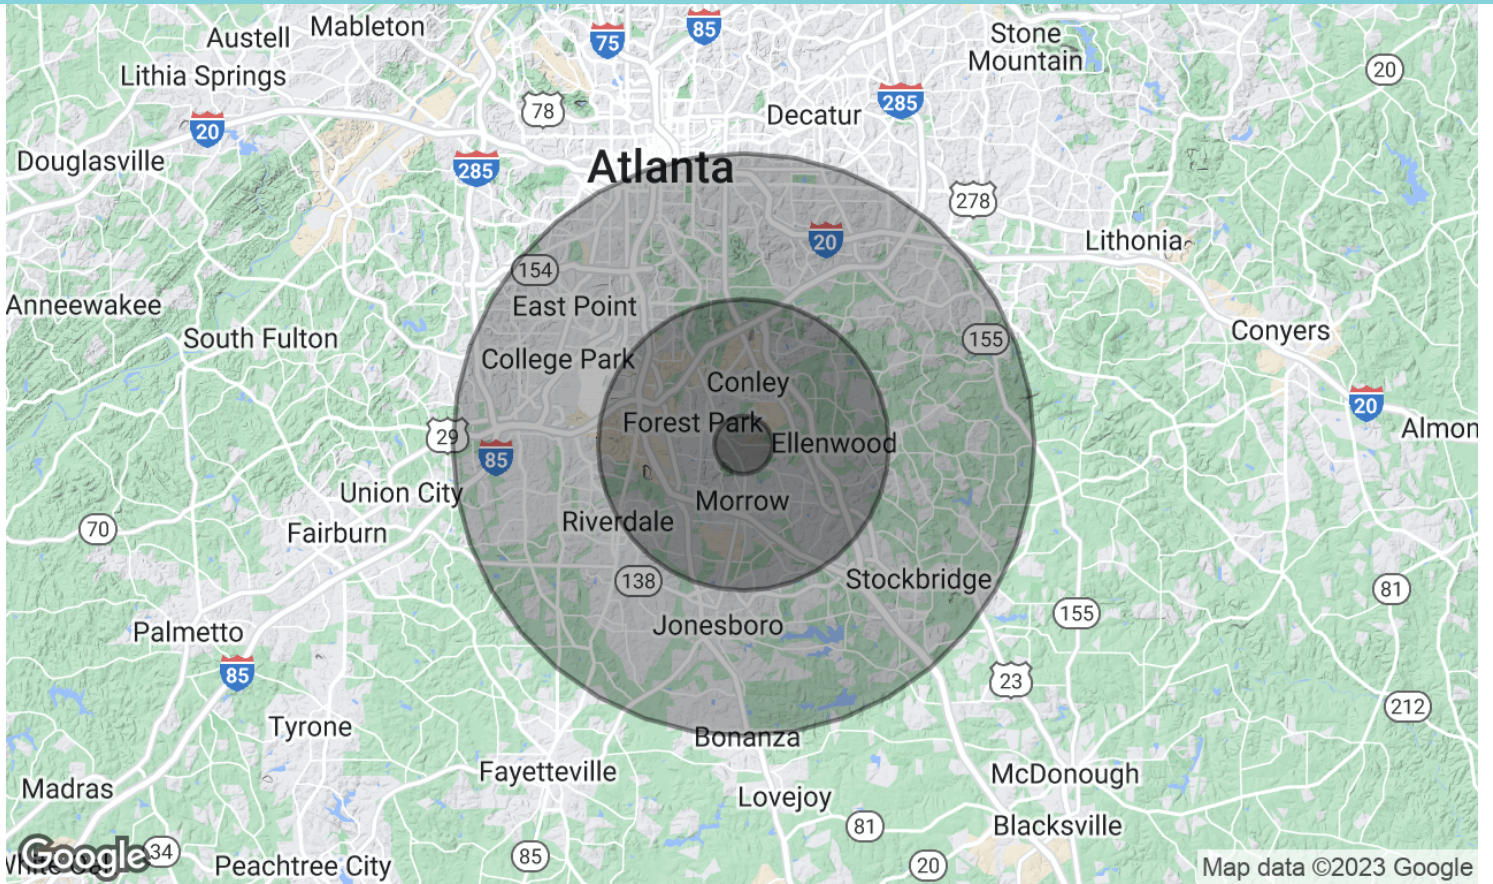 Mableton
Austell
75
85
Stone
Mountain
Lithia Springs
20
78
285
Decatur
20
Douglasville
285
Atlanta
278
20
Lithonia
154
Anneewakee
East Point
South Fulton
155
Conyers
College Park
Conley
20
Forest Park
Almon
29
85
Ellenwood
Union City
Morrow
70
Fairburn
Riverdale
138
Stockbridge
81
155
Palmetto
Jonesboro
85
23
212
Tyrone
Bonanza
Fayetteville
McDonough
Madras
Lovejoy
81
Blacksville
Google
34
Peachtree City
85
20
Map data ©2023 Google